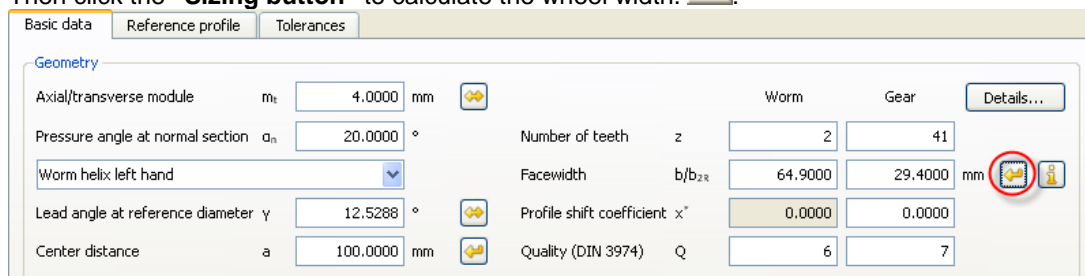 Then click the "Sizing button" to calculate the wheel width.
Basic data Reference profile Tolerances
Geometry
Axial/transverse module mt 4.0000 mm Worm Gear Details...
Pressure angle at normal section αn 20.0000 ° Number of teeth z 2 41
Worm helix left hand Facewidth b/b2R 64.9000 29.4000 mm
Lead angle at reference diameter γ 12.5288 ° Profile shift coefficient x* 0.0000 0.0000
Center distance a 100.0000 mm Quality (DIN 3974) Q 6 7